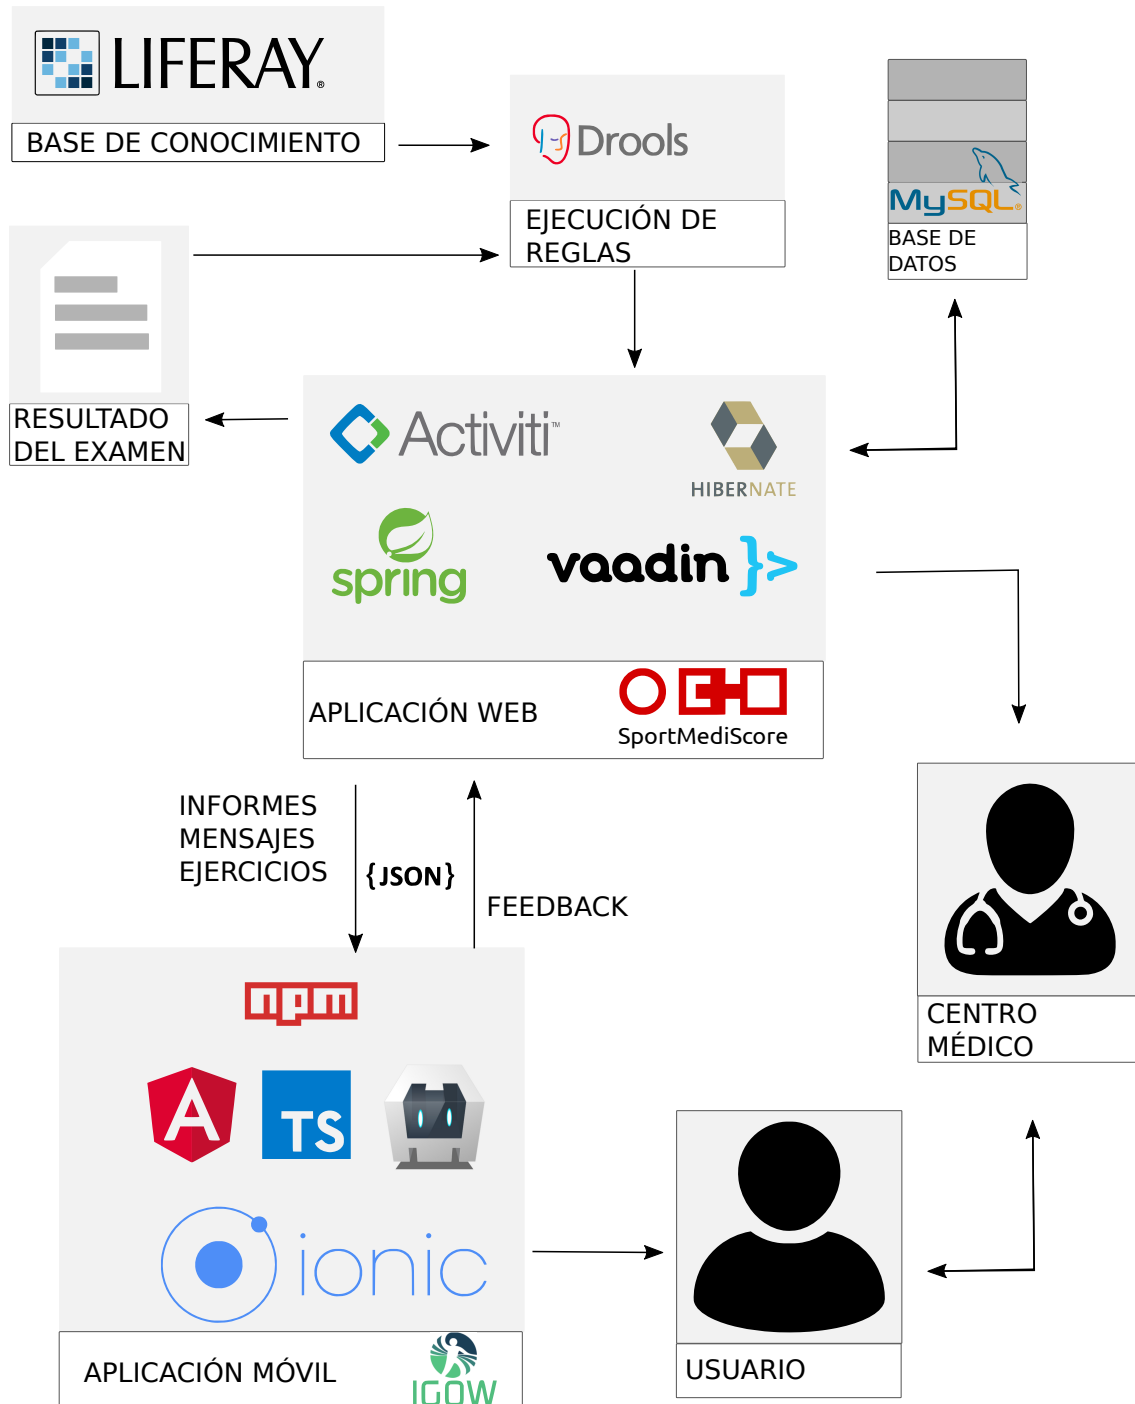 LIFERAY®
BASE DE CONOCIMIENTO
Drools
EJECUCIÓN DE
REGLAS
MySQL®
BASE DE
DATOS
RESULTADO
DEL EXAMEN
Activiti™
HIBERNATE
spring
vaadin }>
APLICACIÓN WEB
SportMediScore
INFORMES
MENSAJES
EJERCICIOS
{JSON}
FEEDBACK
npm
A
TS
ionic
APLICACIÓN MÓVIL
IGOW
CENTRO
MÉDICO
USUARIO